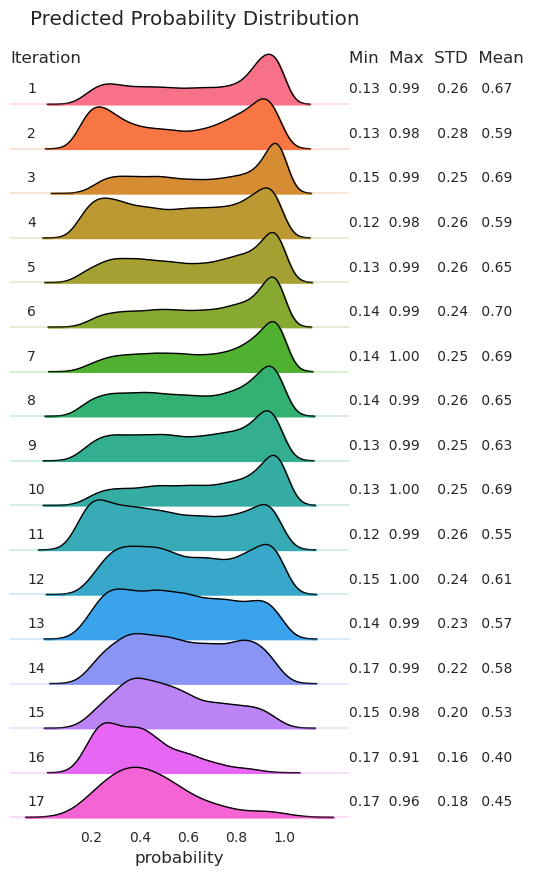 Predicted Probability Distribution
Iteration Min Max STD Mean
1 0.13 0.99 0.26 0.67
2 0.13 0.98 0.28 0.59
3 0.15 0.99 0.25 0.69
4 0.12 0.98 0.26 0.59
5 0.13 0.99 0.26 0.65
6 0.14 0.99 0.24 0.70
7 0.14 1.00 0.25 0.69
8 0.14 0.99 0.26 0.65
9 0.13 0.99 0.25 0.63
10 0.13 1.00 0.25 0.69
11 0.12 0.99 0.26 0.55
12 0.15 1.00 0.24 0.61
13 0.14 0.99 0.23 0.57
14 0.17 0.99 0.22 0.58
15 0.15 0.98 0.20 0.53
16 0.17 0.91 0.16 0.40
17 0.17 0.96 0.18 0.45
0.2 0.4 0.6 0.8 1.0
probability